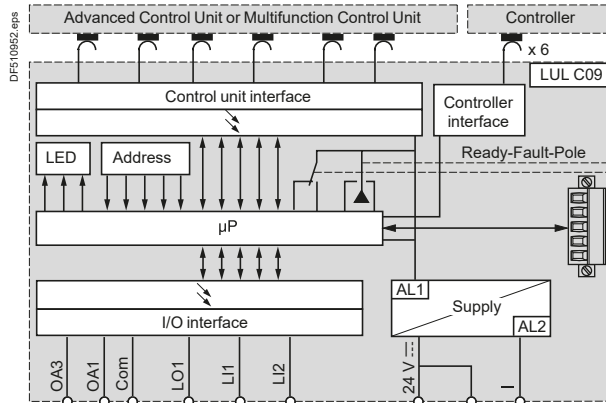 Advanced Control Unit or Multifunction Control Unit
Controller
DF510952.eps
x 6
LUL C09
Control unit interface
Controller
interface
LED
Address
Ready-Fault-Pole
µP
AL1
Supply
AL2
I/O interface
OA3
OA1
Com
LO1
LI1
LI2
24 V